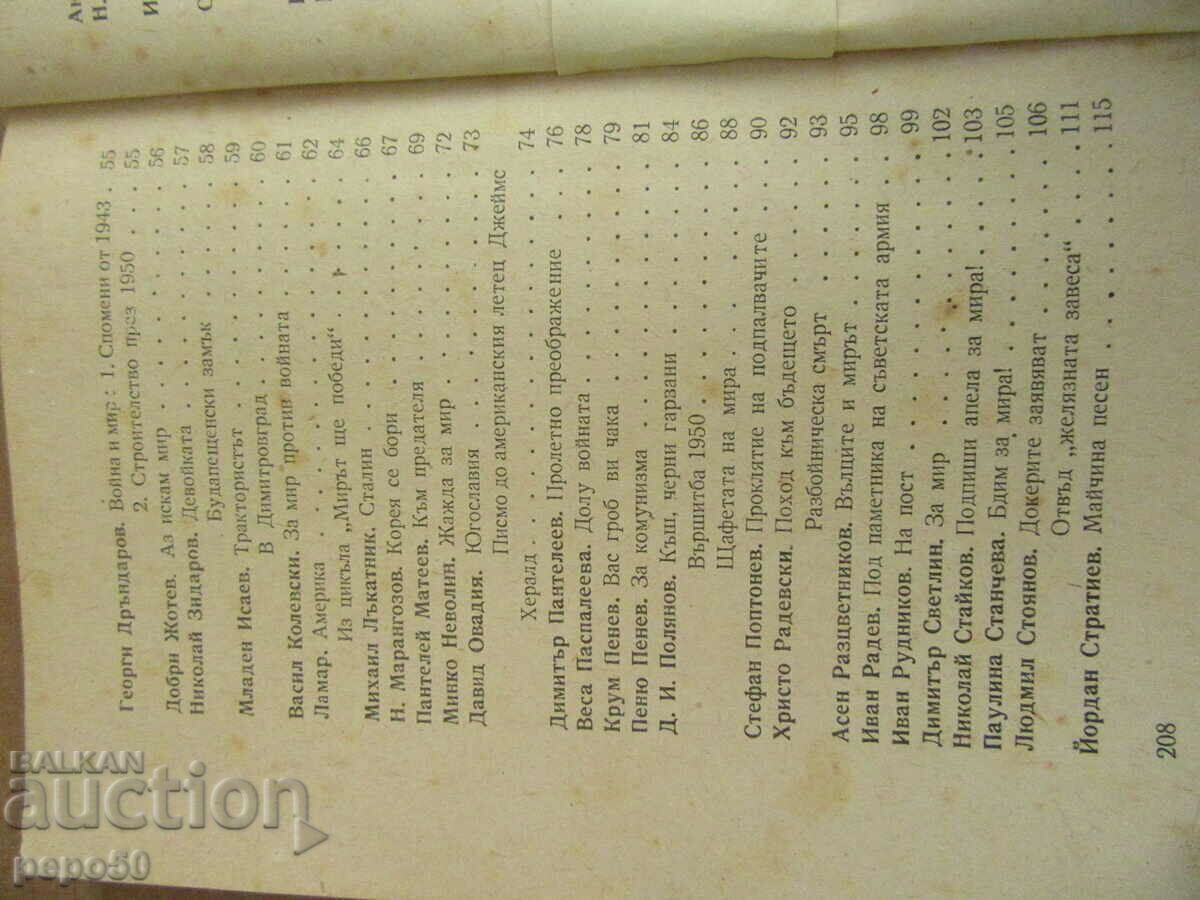 Георги Дръндаров. Война и мир: 1. Спомени от 1943 . 55
2. Строителство през 1950 . . . 55
Добри Жотев. Аз искам мир . . . . . . . . . 56
Николай Зидаров. Девойката . . . . . . . . 57
Будапещенски замък . . . . . . 58
Младен Исаев. Трактористът . . . . . . . . . 59
В Димитровград . . . . . . . . 60
Васил Колевски. За мир против войната . . . . . 61
Ламар. Америка . . . . . . . . . . . . . 62
Из цикъла „Мирът ще победи“ . . . . . . 64
Михаил Лъкатник. Сталин . . . . . . . . . . 66
Н. Марангозов. Корея се бори . . . . . . . . 67
Пантелей Матеев. Към предателя . . . . . . . 69
Минко Неволин. Жажда за мир . . . . . . . . 72
Давид Овадия. Югославия . . . . . . . . . . 73
Писмо до американския летец Джеймс
Хералд . . . . . . . . . . . . 74
Димитър Пантелеев. Пролетно преображение . . . . 76
Веса Паспалеева. Долу войната . . . . . . . . 78
Крум Пенев. Вас гроб ви чака . . . . . . . . 79
Пеню Пенев. За комунизма . . . . . . . . . 81
Д. И. Полянов. Къш, черни гарвани . . . . . . 84
Вършитба 1950 . . . . . . . . . 86
Щафетата на мира . . . . . . . . 88
Стефан Поптонев. Проклятие на подпалвачите . . . 90
Христо Радевски. Поход към бъдещето . . . . . . 92
Разбойническа смърт . . . . . . 93
Асен Разцветников. Вълците и мирът . . . . . . 95
Иван Радев. Под паметника на съветската армия . . 98
Иван Рудников. На пост . . . . . . . . . . . 99
Димитър Светлин. За мир . . . . . . . . . . 102
Николай Стайков. Подпиши апела за мира! . . . . . 103
Паулина Станчева. Бдим за мира! . . . . . . . 105
Людмил Стоянов. Докерите заявяват . . . . . . . 106
Отвъд „желязната завеса“ . . . . 111
Йордан Стратиев. Майчина песен . . . . . . . . 115
208
BALKAN
auction
pepo50